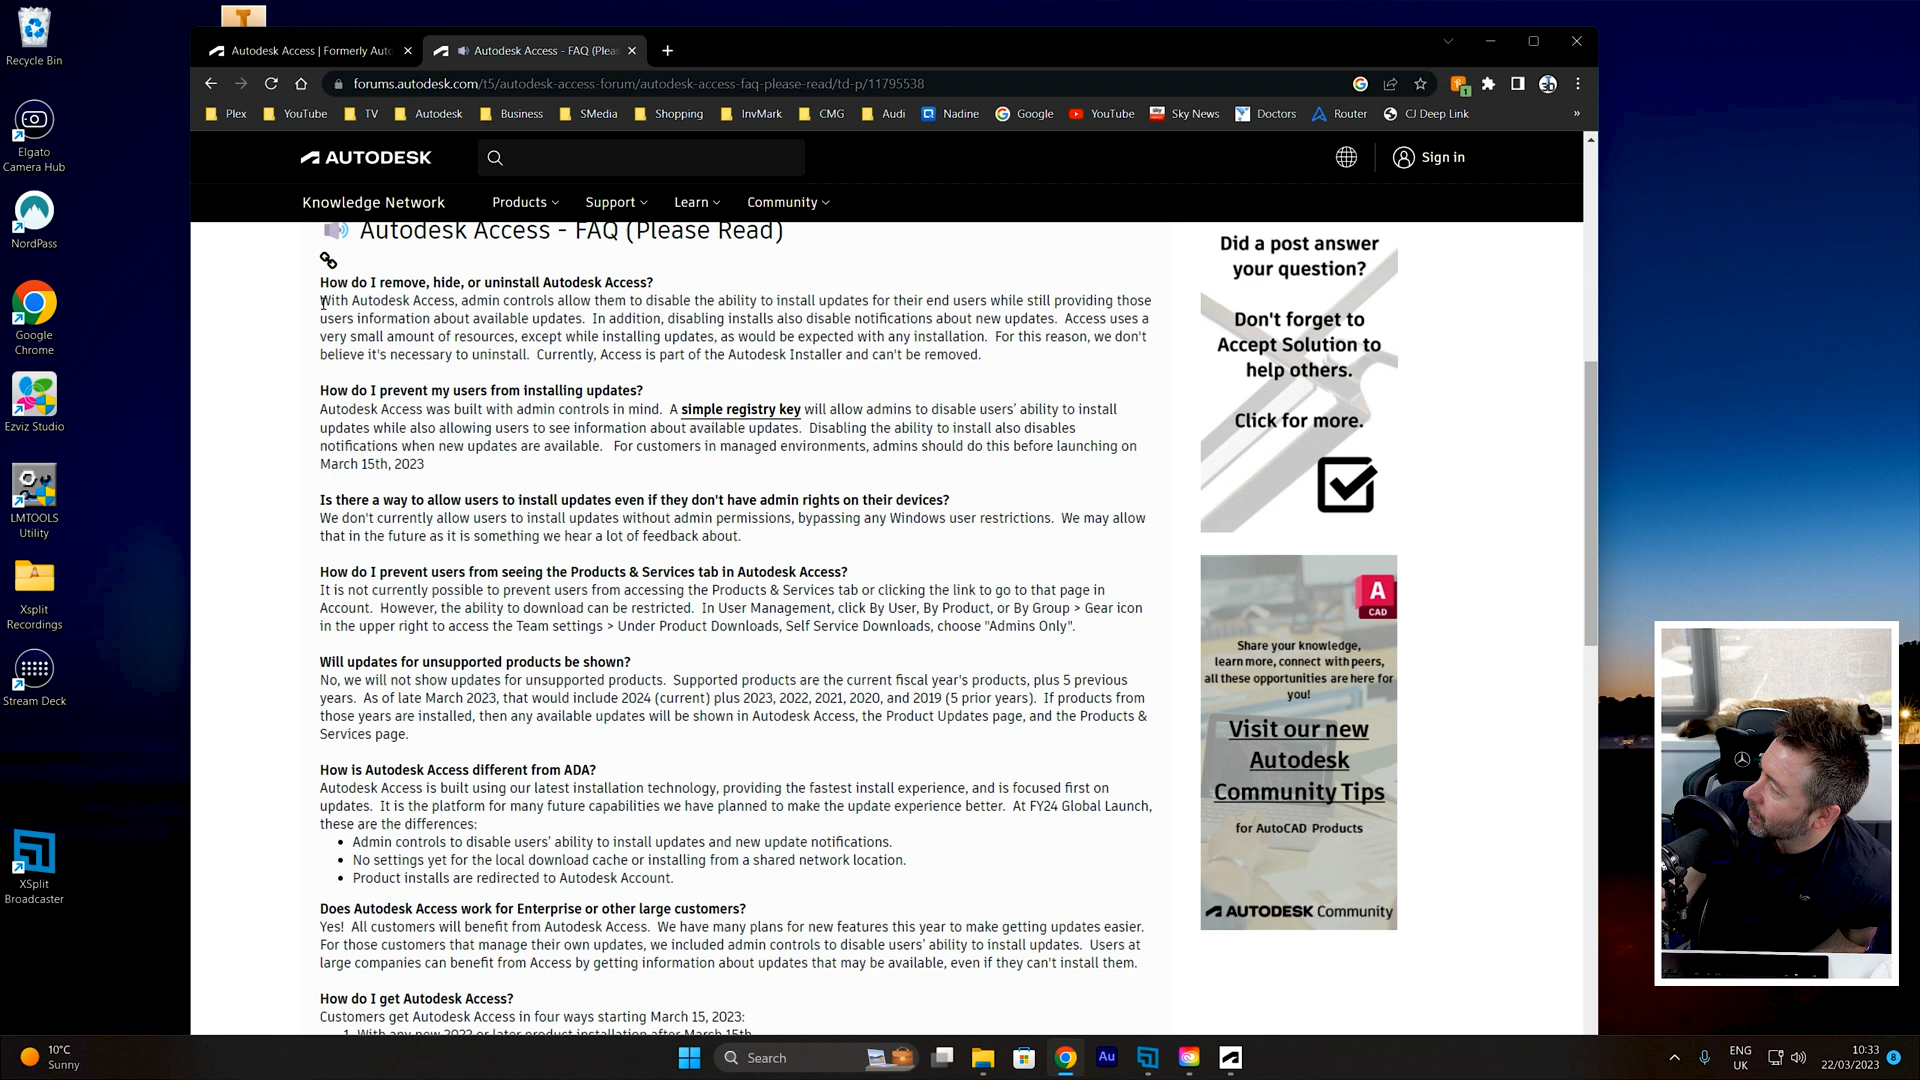 Recycle Bin
Elgato
Camera Hub
NordPass
Google
Chrome
Ezviz Studio
LMTOOLS
Utility
Xsplit
Recordings
Stream Deck
XSplit
Broadcaster
Autodesk Access | Formerly Auto
Autodesk Access - FAQ (Pleas
forums.autodesk.com/t5/autodesk-access-forum/autodesk-access-faq-please-read/td-p/11795538
Plex YouTube TV Autodesk Business SMedia Shopping InvMark CMG Audi Nadine Google YouTube Sky News Doctors Router CJ Deep Link »
AUTODESK
Sign in
Knowledge Network Products Support Learn Community
Autodesk Access - FAQ (Please Read)
How do I remove, hide, or uninstall Autodesk Access?
With Autodesk Access, admin controls allow them to disable the ability to install updates for their end users while still providing those
users information about available updates. In addition, disabling installs also disable notifications about new updates. Access uses a
very small amount of resources, except while installing updates, as would be expected with any installation. For this reason, we don't
believe it's necessary to uninstall. Currently, Access is part of the Autodesk Installer and can't be removed.
How do I prevent my users from installing updates?
Autodesk Access was built with admin controls in mind. A simple registry key will allow admins to disable users’ ability to install
updates while also allowing users to see information about available updates. Disabling the ability to install also disables
notifications when new updates are available. For customers in managed environments, admins should do this before launching on
March 15th, 2023
Is there a way to allow users to install updates even if they don't have admin rights on their devices?
We don't currently allow users to install updates without admin permissions, bypassing any Windows user restrictions. We may allow
that in the future as it is something we hear a lot of feedback about.
How do I prevent users from seeing the Products & Services tab in Autodesk Access?
It is not currently possible to prevent users from accessing the Products & Services tab or clicking the link to go to that page in
Account. However, the ability to download can be restricted. In User Management, click By User, By Product, or By Group > Gear icon
in the upper right to access the Team settings > Under Product Downloads, Self Service Downloads, choose "Admins Only".
Will updates for unsupported products be shown?
No, we will not show updates for unsupported products. Supported products are the current fiscal year's products, plus 5 previous
years. As of late March 2023, that would include 2024 (current) plus 2023, 2022, 2021, 2020, and 2019 (5 prior years). If products from
those years are installed, then any available updates will be shown in Autodesk Access, the Product Updates page, and the Products &
Services page.
How is Autodesk Access different from ADA?
Autodesk Access is built using our latest installation technology, providing the fastest install experience, and is focused first on
updates. It is the platform for many future capabilities we have planned to make the update experience better. At FY24 Global Launch,
these are the differences:
• Admin controls to disable users’ ability to install updates and new update notifications.
• No settings yet for the local download cache or installing from a shared network location.
• Product installs are redirected to Autodesk Account.
Does Autodesk Access work for Enterprise or other large customers?
Yes! All customers will benefit from Autodesk Access. We have many plans for new features this year to make getting updates easier.
For those customers that manage their own updates, we included admin controls to disable users’ ability to install updates. Users at
large companies can benefit from Access by getting information about updates that may be available, even if they can't install them.
How do I get Autodesk Access?
Customers get Autodesk Access in four ways starting March 15, 2023:
1. With any new 2022 or later product installation after March 15th
Did a post answer
your question?
Don't forget to
Accept Solution to
help others.
Click for more.
A
CAD
Share your knowledge,
learn more, connect with peers,
all these opportunities are here for
you!
Visit our new
Autodesk
Community Tips
for AutoCAD Products
AUTODESK Community
10°C
Sunny
Search
Au
ENG
UK
10:33
22/03/2023
8